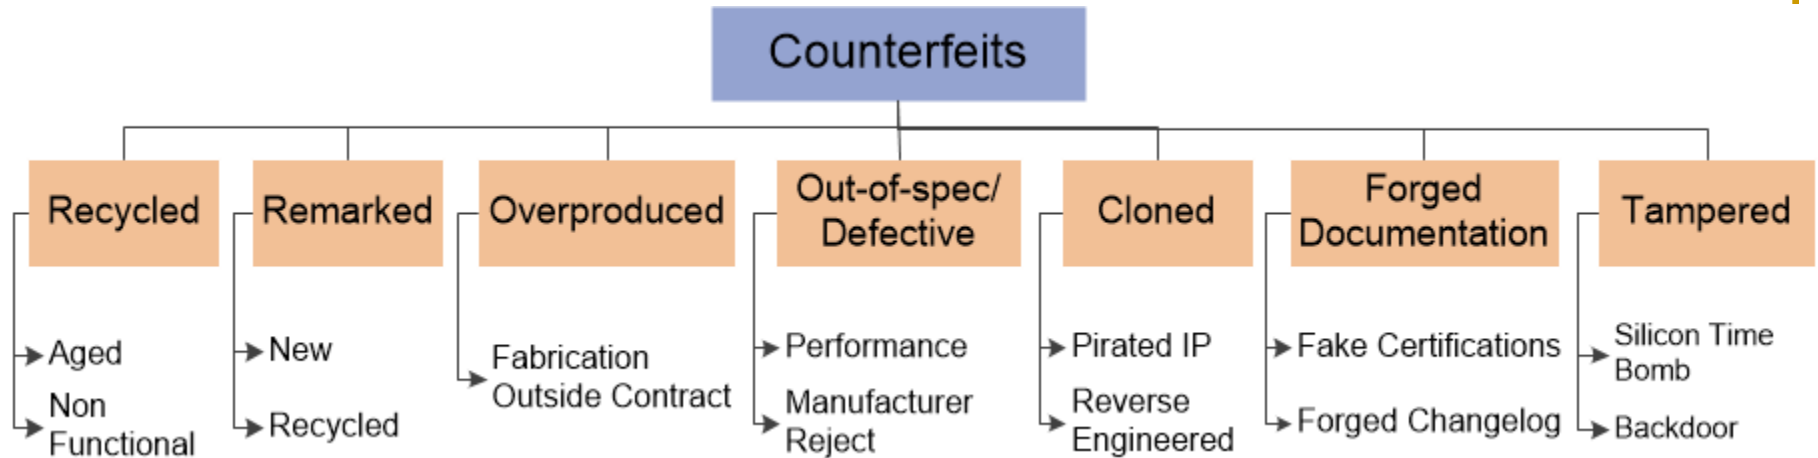 Counterfeits
Recycled
Aged
Non
Functional
Remarked
New
Recycled
Overproduced
Fabrication
Outside Contract
Out-of-spec/
Defective
Performance
Manufacturer
Reject
Cloned
Pirated IP
Reverse
Engineered
Forged
Documentation
Fake Certifications
Forged Changelog
Tampered
Silicon Time
Bomb
Backdoor